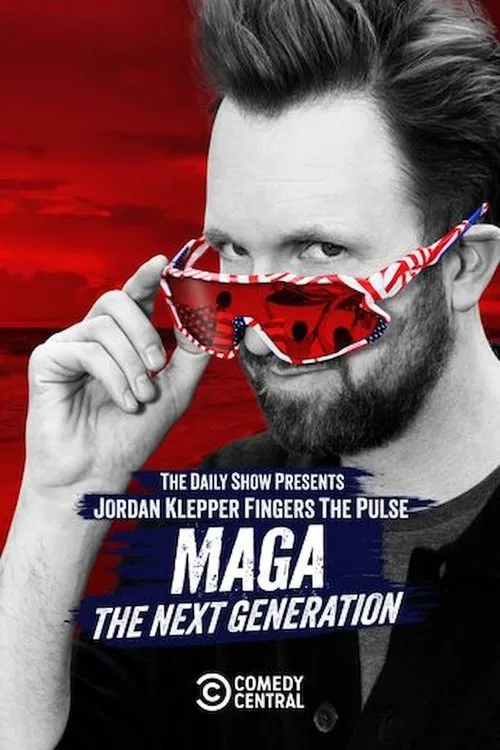 THE DAILY SHOW PRESENTS
JORDAN KLEPPER FINGERS THE PULSE
MAGA
THE NEXT GENERATION
COMEDY
CENTRAL